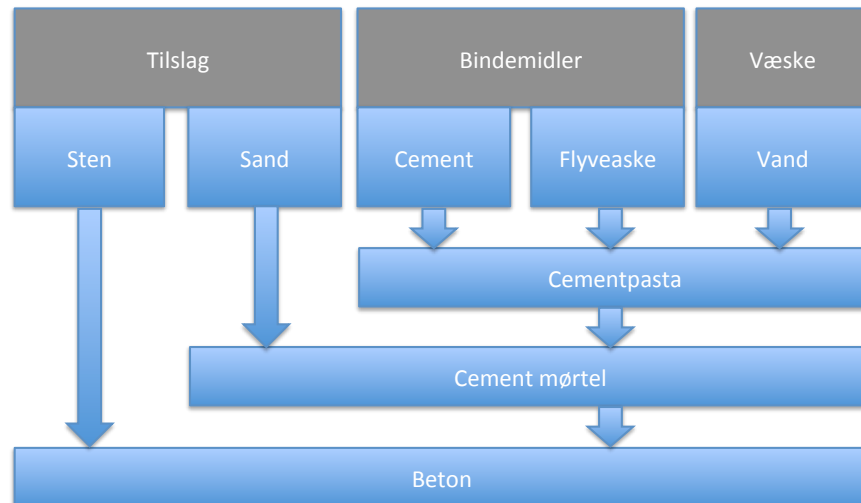 Tilslag
Bindemidler
Væske
Sten
Sand
Cement
Flyveaske
Vand
Cementpasta
Cement mørtel
Beton